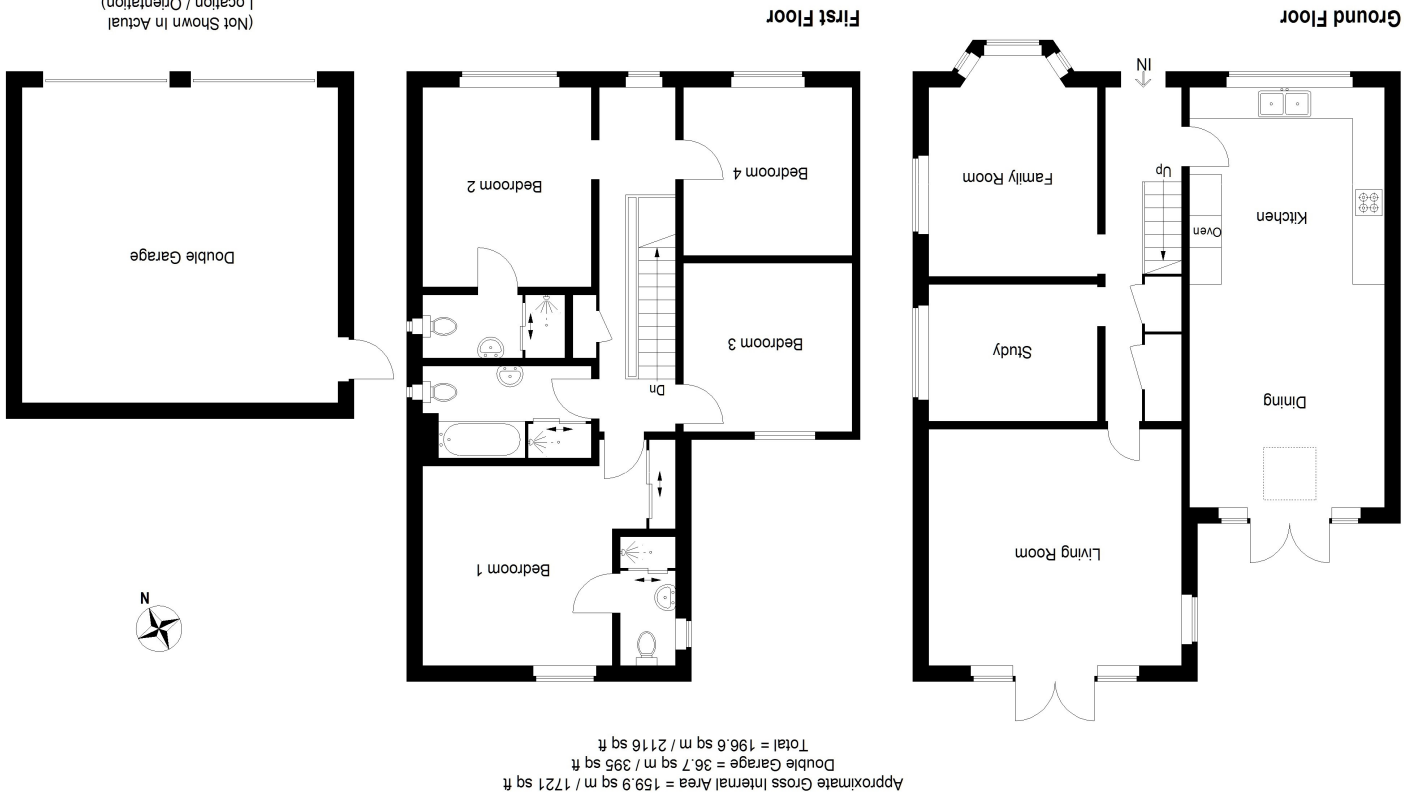 Approximate Gross Internal Area = 159.9 sq m / 1721 sq ft
Double Garage = 36.7 sq m / 395 sq ft
Total = 196.6 sq m / 2116 sq ft
Living Room
Dining
Study
Kitchen
Oven
Up
Family Room
IN
Ground Floor
Bedroom 1
Dn
Bedroom 3
Bedroom 2
Bedroom 4
First Floor
N
Double Garage
(Not Shown In Actual
Location / Orientation)